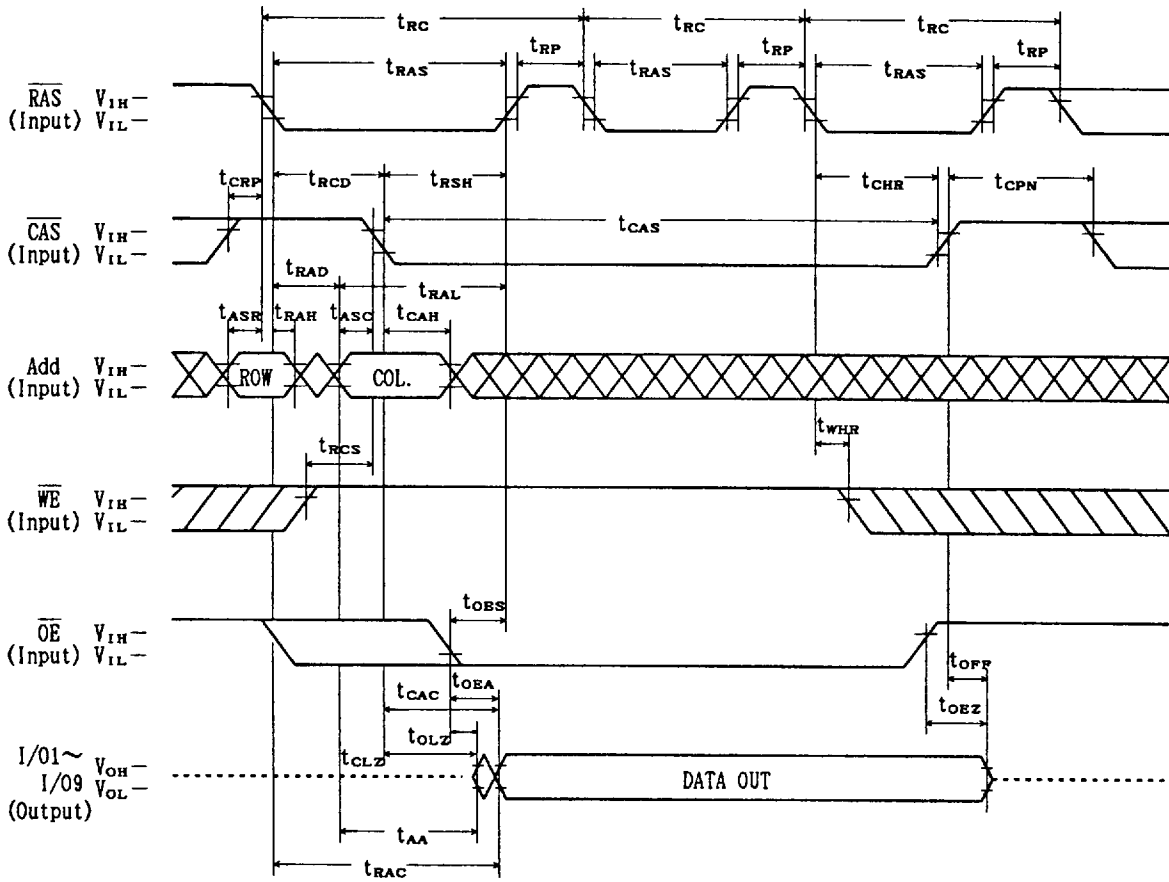 tRC tRC tRC
tRP tRP tRP
tRAS tRAS tRAS
RAS VIH
(Input) VIL
tCRP tRCD tRSH tCHR tCPN
CAS VIH tCAS
(Input) VIL
tRAD tRAL
tASR tRAH tASC tCAH
Add VIH
(Input) VIL ROW COL.
tRCS tWHR
WE VIH
(Input) VIL
tOES
OE VIH
(Input) VIL
tOEA tOFF
tCAC tOEZ
tOLZ
tCLZ
I/O1~
I/O9 VOH
VOL DATA OUT
(Output)
tAA
tRAC